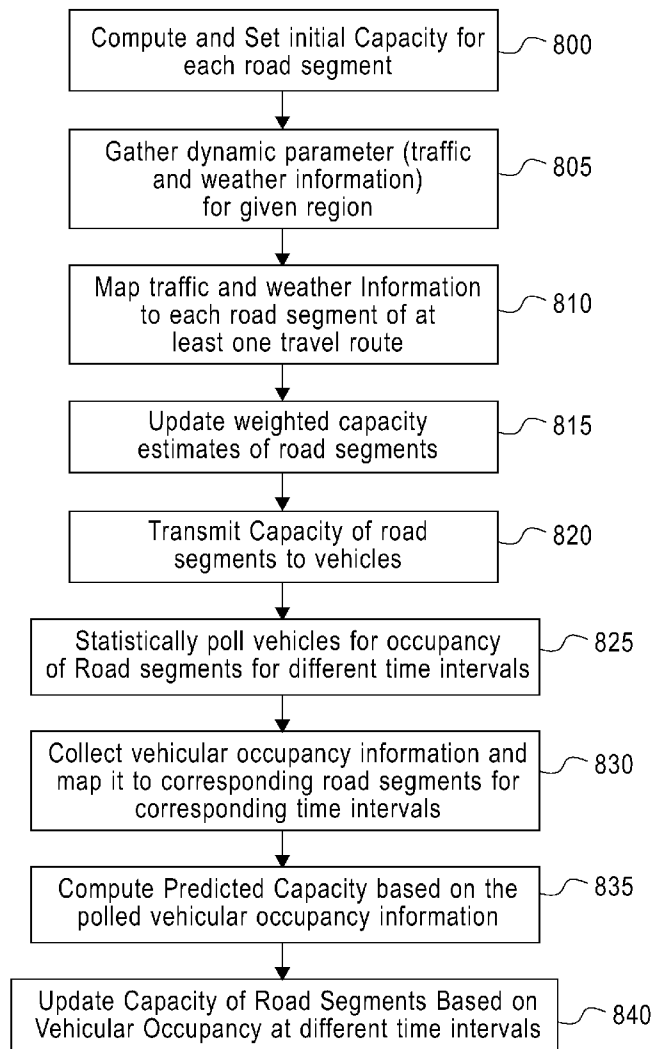 Compute and Set initial Capacity for
each road segment
800
Gather dynamic parameter (traffic
and weather information)
for given region
805
Map traffic and weather Information
to each road segment of at
least one travel route
810
Update weighted capacity
estimates of road segments
815
Transmit Capacity of road
segments to vehicles
820
Statistically poll vehicles for occupancy
of Road segments for different time intervals
825
Collect vehicular occupancy information and
map it to corresponding road segments for
corresponding time intervals
830
Compute Predicted Capacity based on the
polled vehicular occupancy information
835
Update Capacity of Road Segments Based on
Vehicular Occupancy at different time intervals
840